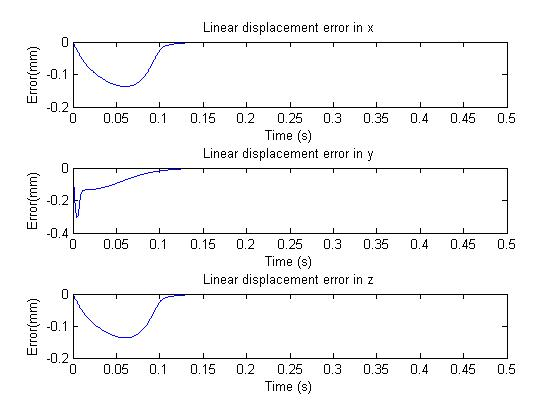 Linear displacement error in x
0
-0.1
-0.2
Error(mm)
0 0.05 0.1 0.15 0.2 0.25 0.3 0.35 0.4 0.45 0.5
Time (s)
Linear displacement error in y
0
-0.2
-0.4
Error(mm)
0 0.05 0.1 0.15 0.2 0.25 0.3 0.35 0.4 0.45 0.5
Time (s)
Linear displacement error in z
0
-0.1
-0.2
Error(mm)
0 0.05 0.1 0.15 0.2 0.25 0.3 0.35 0.4 0.45 0.5
Time (s)